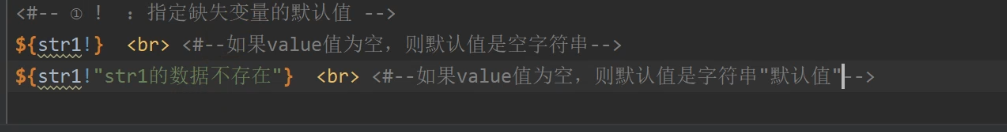 <#-- ① ！ ：指定缺失变量的默认值 -->
${str1!} <br> <#--如果value值为空，则默认值是空字符串-->
${str1!"str1的数据不存在"} <br> <#--如果value值为空，则默认值是字符串"默认值"-->